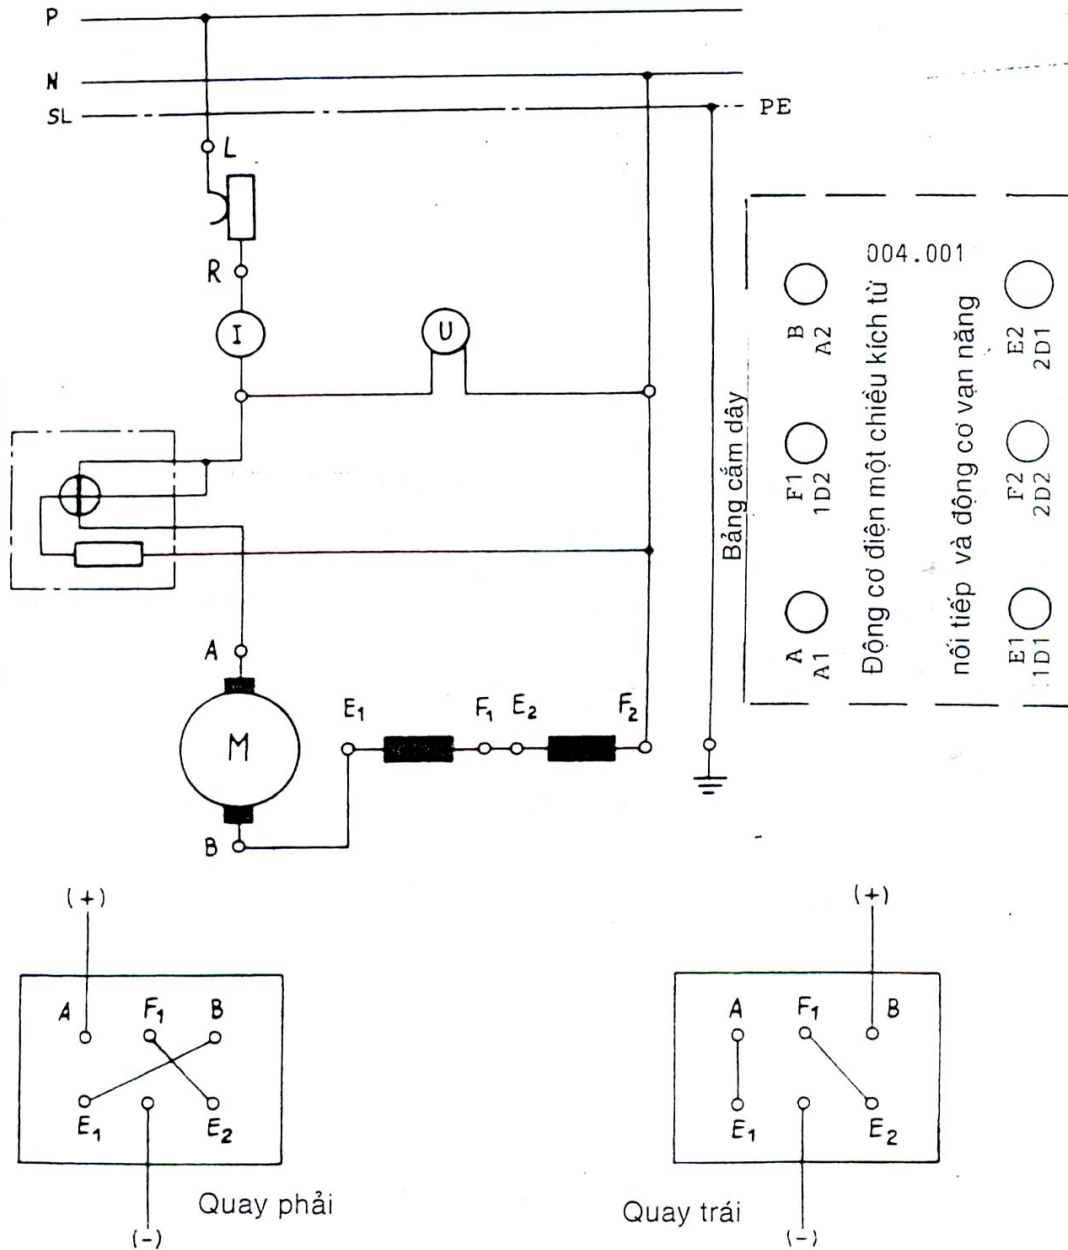 P
N
SL
PE
L
R
I
U
A
M
B
E₁
F₁
E₂
F₂
Bảng cắm dây
B
A2
F1
1D2
A
A1
004.001
Động cơ điện một chiều kích từ
nối tiếp và động cơ vạn năng
E2
2D1
F2
2D2
E1
1D1
(+)
A
F₁
B
E₁
E₂
(-)
Quay phải
(+)
A
F₁
B
E₁
E₂
(-)
Quay trái